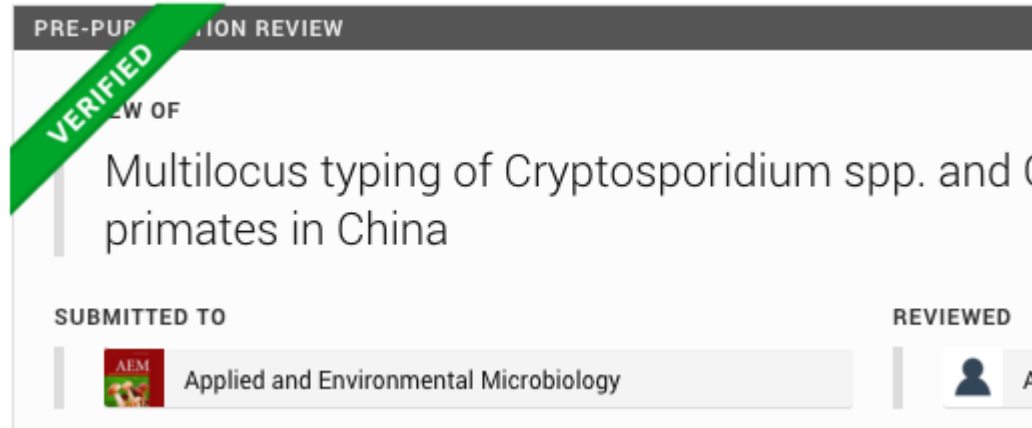 PRE-PUB TION REVIEW
VERIFIED
EW OF
Multilocus typing of Cryptosporidium spp. and
primates in China
SUBMITTED TO
REVIEWED
AEM
Applied and Environmental Microbiology